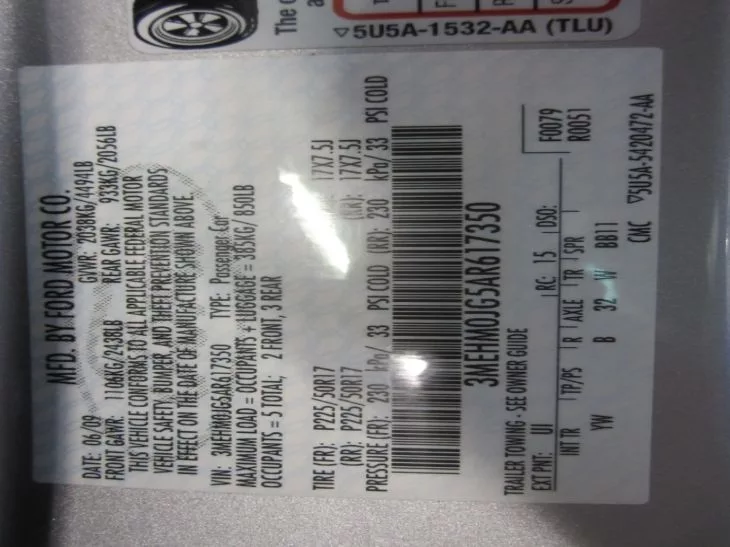 The
5U5A-1532-AA (TLU)
MFD. BY FORD MOTOR CO.
DATE: 06/09 GVWR: 2038KG/4494LB
FRONT GAWR: 1106KG/2438LB REAR GAWR: 933KG/2056LB
THIS VEHICLE CONFORMS TO ALL APPLICABLE FEDERAL MOTOR
VEHICLE SAFETY, BUMPER, AND THEFT PREVENTION STANDARDS
IN EFFECT ON THE DATE OF MANUFACTURE SHOWN ABOVE.
VIN: 3MEHM0JG5AR617350 TYPE: Passenger Car
MAXIMUM LOAD = OCCUPANTS + LUGGAGE = 385KG/ 850LB
OCCUPANTS = 5 TOTAL; 2 FRONT, 3 REAR
TIRE (FR): P225/50R17 17X7.5J
(RR): P225/50R17 (RR): 17X7.5J
PRESSURE (FR): 230 kPa/ 33 PSI COLD (RR): 230 kPa/ 33 PSI COLD
3MEHM0JG5AR617350
TRAILER TOWING - SEE OWNER GUIDE
EXT PNT: UI RC: 15 DSO: F0079
INT TR TP/PS R AXLE TR SPR R0051
YW B 32 W BB11
CMC 5U5A-5420472-AA